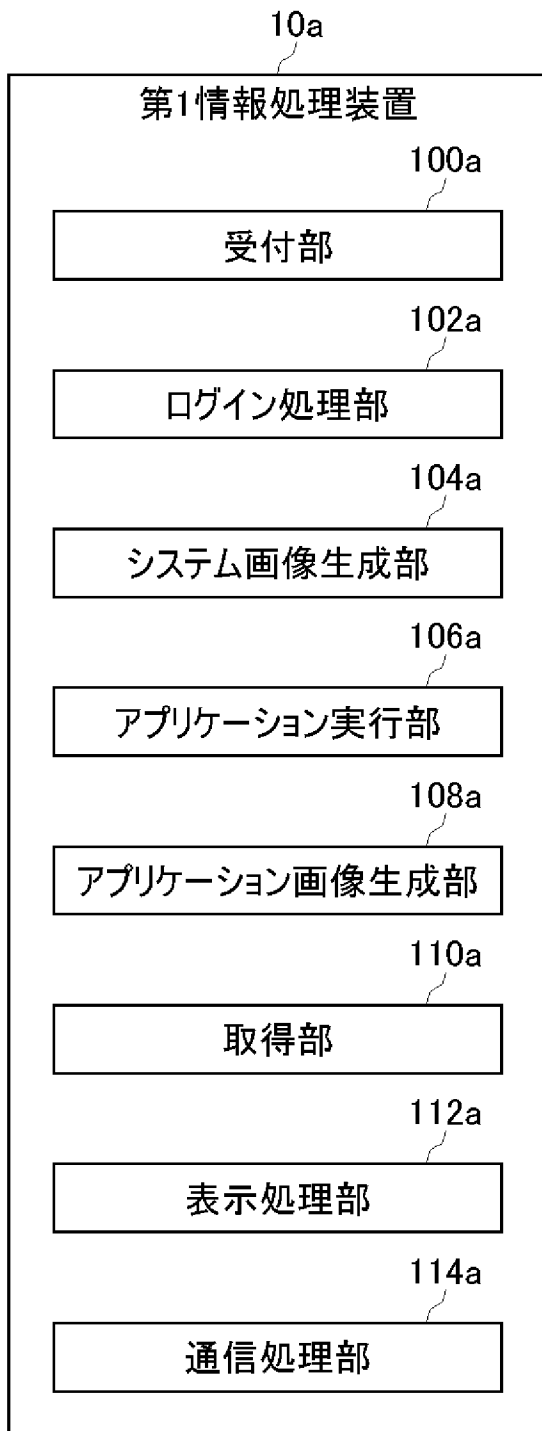 10a
第1情報処理装置
100a
受付部
102a
ログイン処理部
104a
システム画像生成部
106a
アプリケーション実行部
108a
アプリケーション画像生成部
110a
取得部
112a
表示処理部
114a
通信処理部